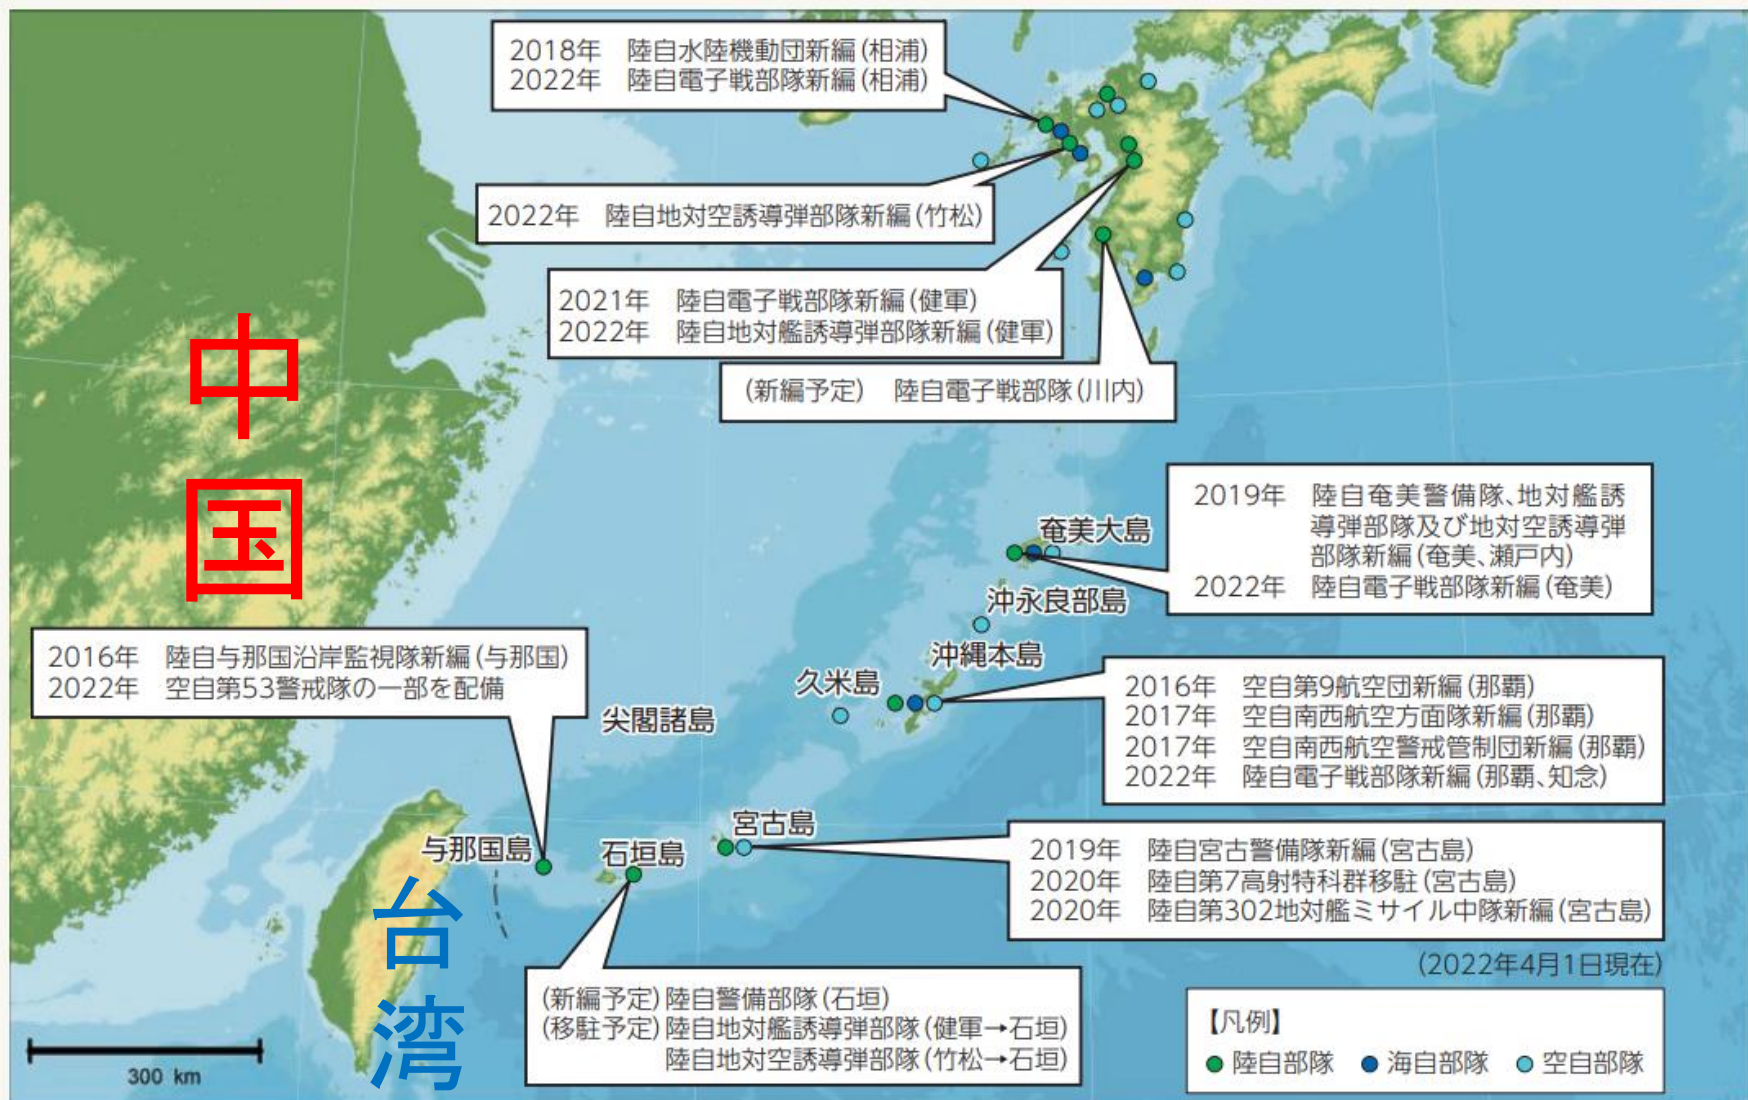 2018年 陸自水陸機動団新編(相浦)
2022年 陸自電子戦部隊新編(相浦)
2022年 陸自地対空誘導弾部隊新編(竹松)
2021年 陸自電子戦部隊新編(健軍)
2022年 陸自地対艦誘導弾部隊新編(健軍)
(新編予定) 陸自電子戦部隊(川内)
中
国
2019年 陸自奄美警備隊、地対艦誘
導弾部隊及び地対空誘導弾
部隊新編(奄美、瀬戸内)
2022年 陸自電子戦部隊新編(奄美)
奄美大島
沖永良部島
沖縄本島
久米島
尖閣諸島
2016年 陸自与那国沿岸監視隊新編(与那国)
2022年 空自第53警戒隊の一部を配備
2016年 空自第9航空団新編(那覇)
2017年 空自南西航空方面隊新編(那覇)
2017年 空自南西航空警戒管制団新編(那覇)
2022年 陸自電子戦部隊新編(那覇、知念)
宮古島
与那国島
石垣島
2019年 陸自宮古警備隊新編(宮古島)
2020年 陸自第7高射特科群移駐(宮古島)
2020年 陸自第302地対艦ミサイル中隊新編(宮古島)
台
湾
(2022年4月1日現在)
(新編予定)陸自警備部隊(石垣)
(移駐予定)陸自地対艦誘導弾部隊(健軍→石垣)
陸自地対空誘導弾部隊(竹松→石垣)
【凡例】
陸自部隊 海自部隊 空自部隊
300 km